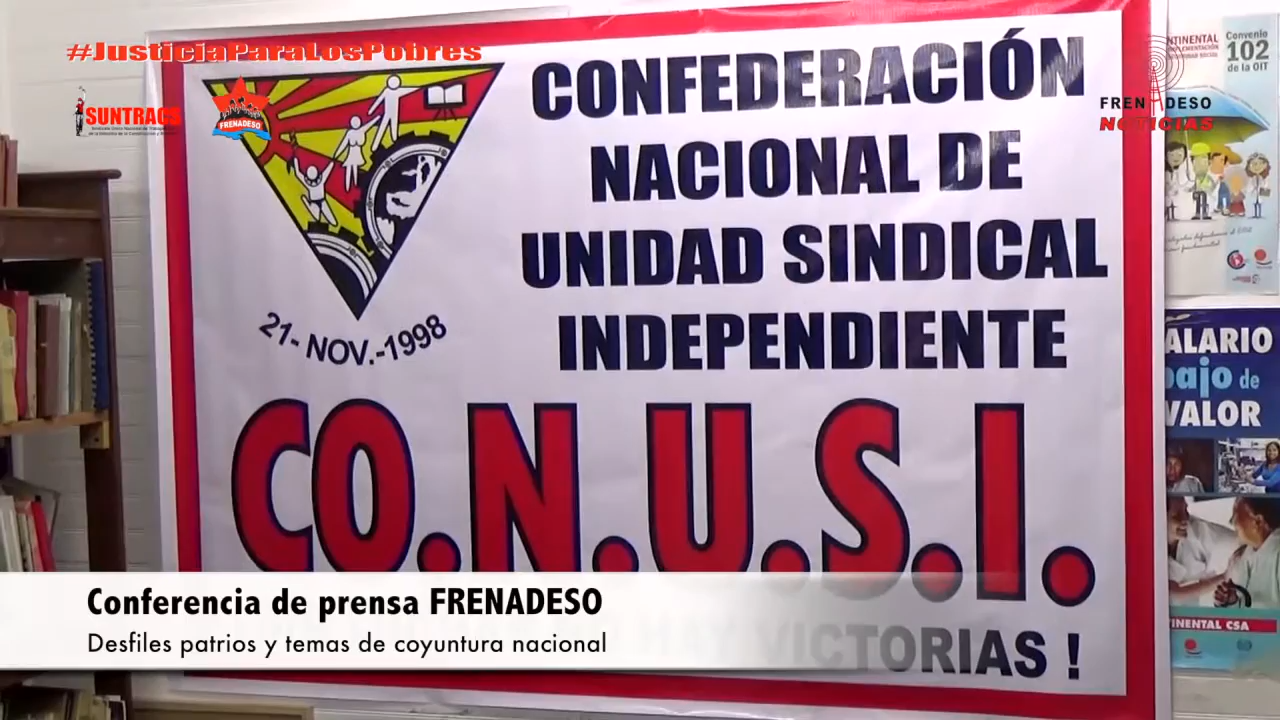 #JusticiaParaLosPobres
SUNTRACS
FRENADESO
FRENADESO
NOTICIAS
CONFEDERACIÓN
NACIONAL DE
UNIDAD SINDICAL
INDEPENDIENTE
21- NOV.-1998
CO.N.U.S.I.
VICTORIAS !
Conferencia de prensa FRENADESO
Desfiles patrios y temas de coyuntura nacional
Convenio
102
de la OIT
ALARIO
bajo de
VALOR
INENTAL CSA